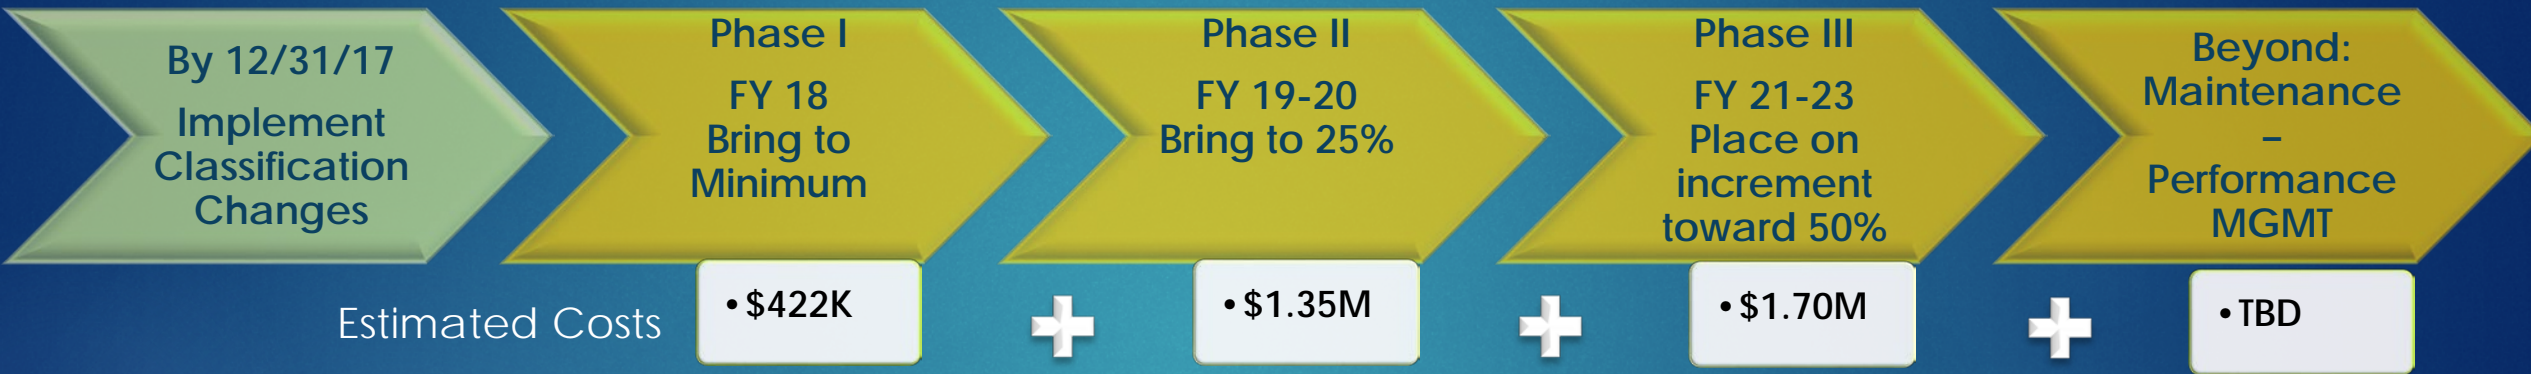 By 12/31/17
Implement
Classification
Changes
Phase I
FY 18
Bring to
Minimum
Phase II
FY 19-20
Bring to 25%
Phase III
FY 21-23
Place on
increment
toward 50%
Beyond:
Maintenance
–
Performance
MGMT
Estimated Costs
• $422K
• $1.35M
• $1.70M
• TBD